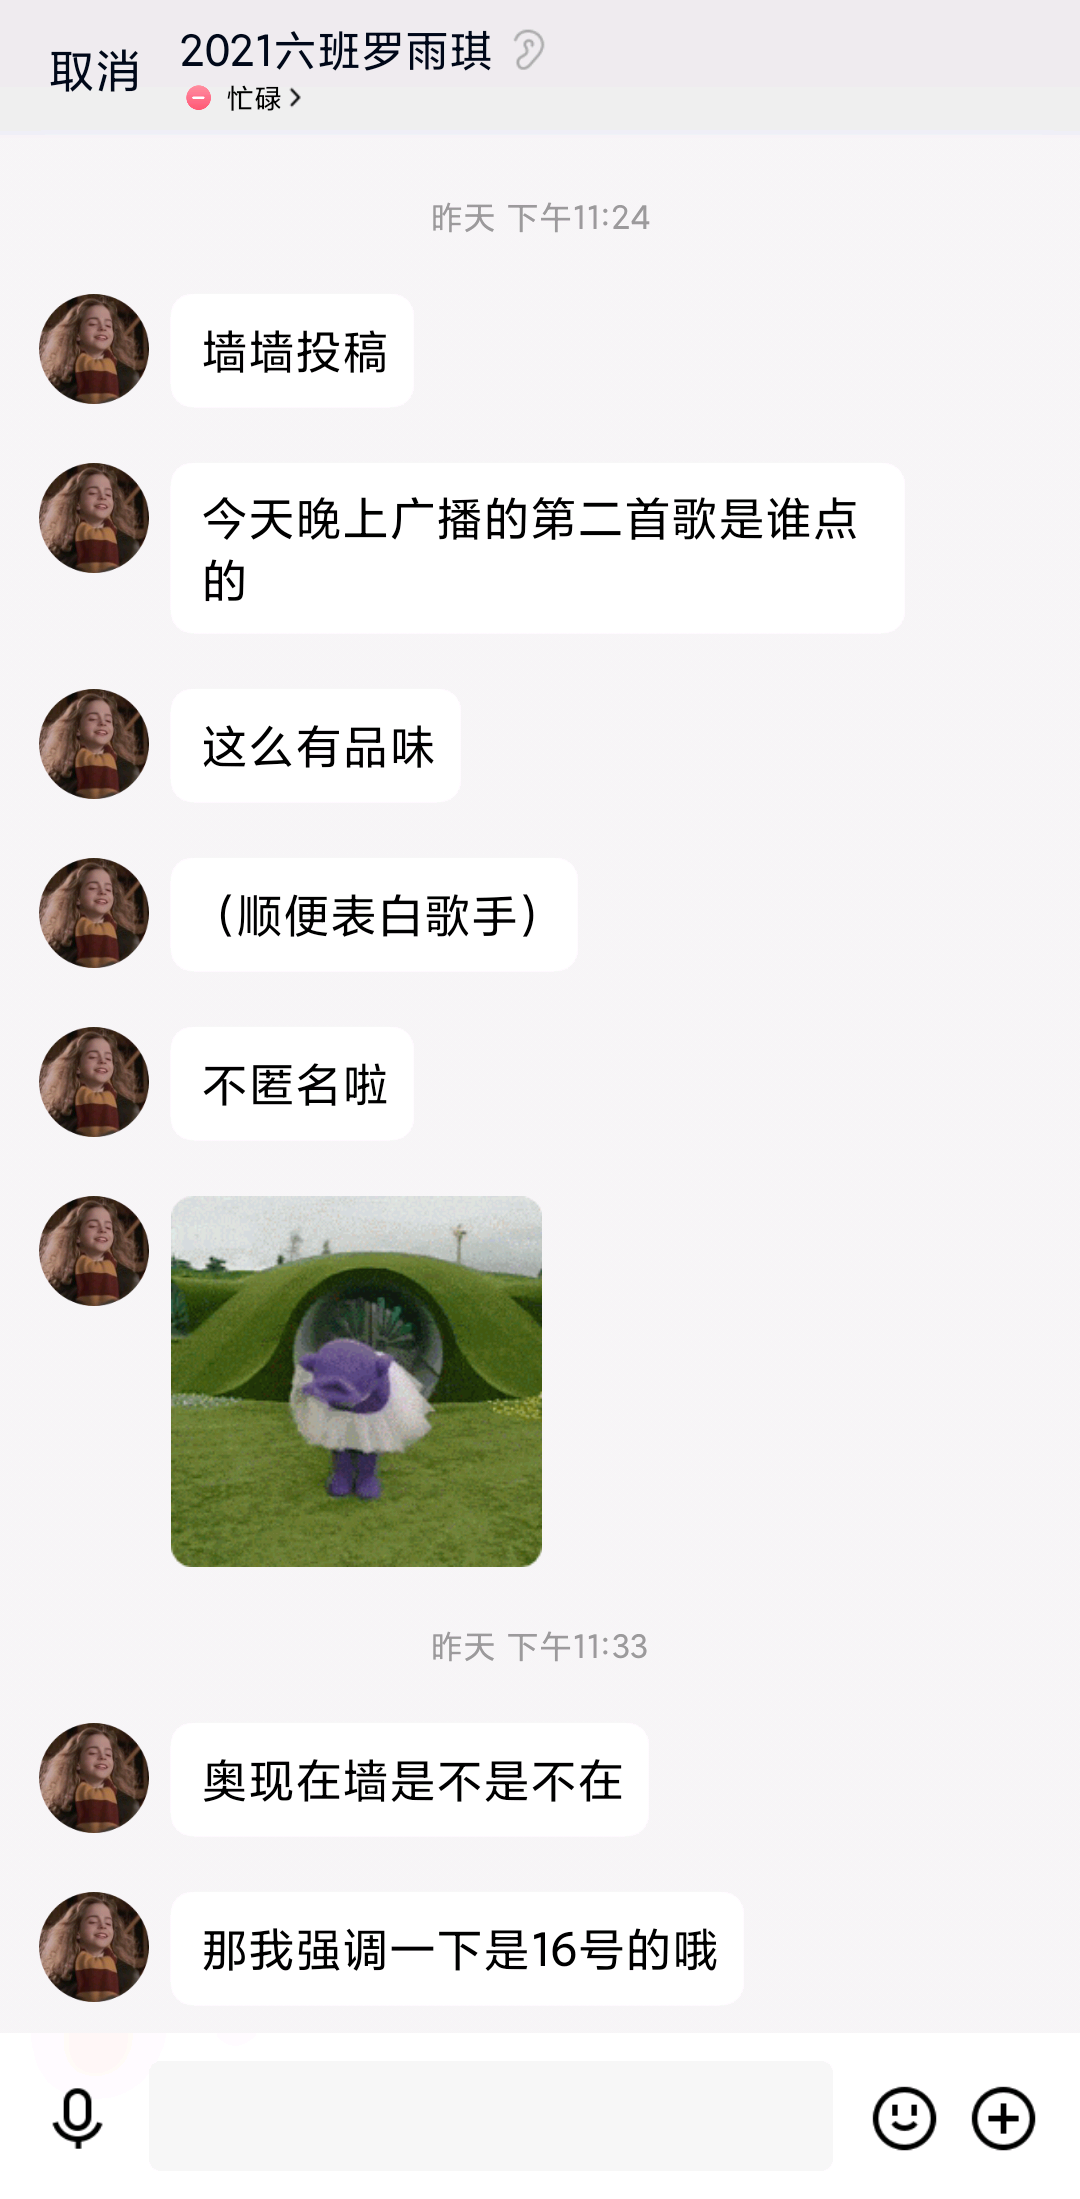 取消
2021六班罗雨琪
忙碌
昨天 下午11:24
墙墙投稿
今天晚上广播的第二首歌是谁点
的
这么有品味
（顺便表白歌手）
不匿名啦
昨天 下午11:33
奥现在墙是不是不在
那我强调一下是16号的哦